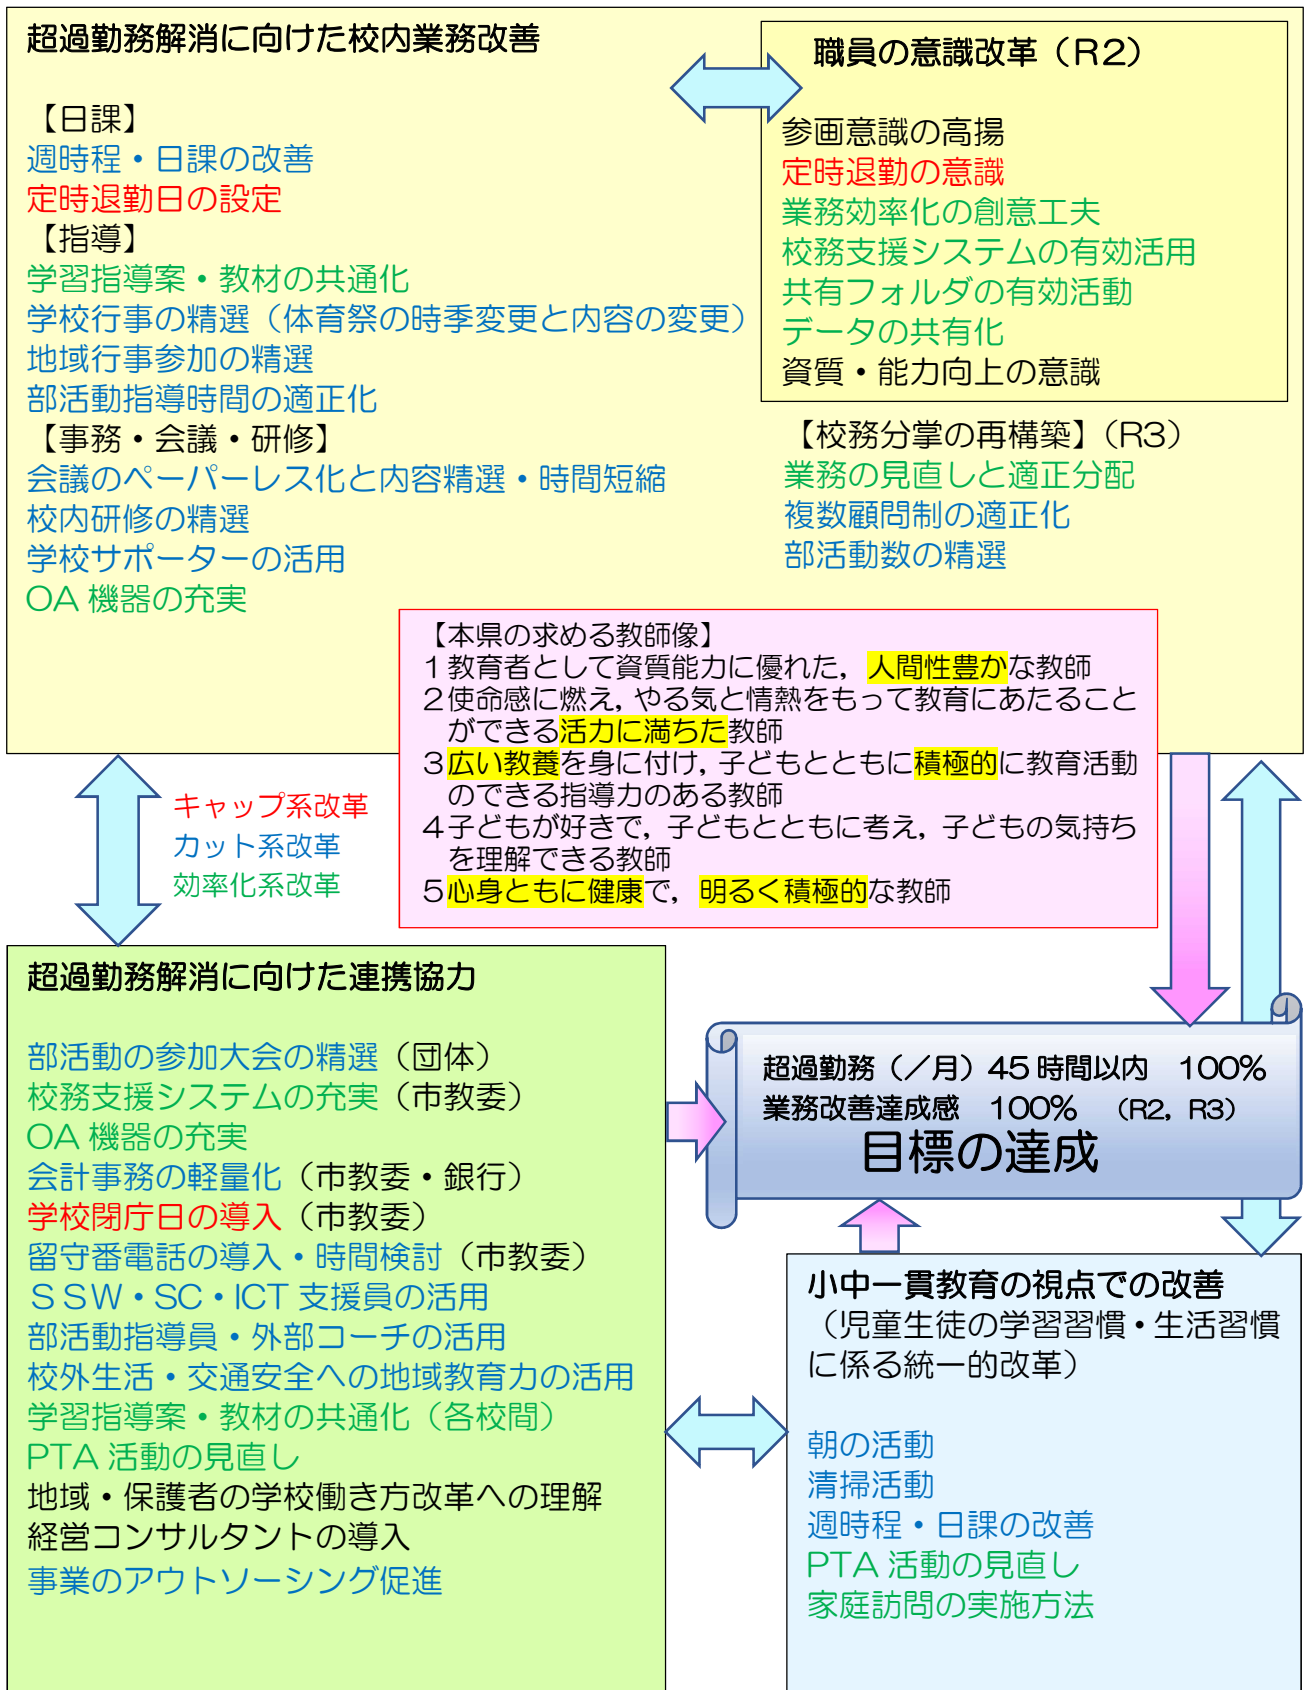 超過勤務解消に向けた校内業務改善
【日課】
週時程・日課の改善
定時退勤日の設定
【指導】
学習指導案・教材の共通化
学校行事の精選（体育祭の時季変更と内容の変更）
地域行事参加の精選
部活動指導時間の適正化
【事務・会議・研修】
会議のペーパーレス化と内容精選・時間短縮
校内研修の精選
学校サポーターの活用
OA 機器の充実
職員の意識改革（R２）
参画意識の高揚
定時退勤の意識
業務効率化の創意工夫
校務支援システムの有効活用
共有フォルダの有効活動
データの共有化
資質・能力向上の意識
【校務分掌の再構築】（R3）
業務の見直しと適正分配
複数顧問制の適正化
部活動数の精選
【本県の求める教師像】
１教育者として資質能力に優れた，人間性豊かな教師
２使命感に燃え，やる気と情熱をもって教育にあたること
ができる活力に満ちた教師
３広い教養を身に付け，子どもとともに積極的に教育活動
のできる指導力のある教師
４子どもが好きで，子どもとともに考え，子どもの気持ち
を理解できる教師
５心身ともに健康で，明るく積極的な教師
キャップ系改革
カット系改革
効率化系改革
超過勤務解消に向けた連携協力
部活動の参加大会の精選（団体）
校務支援システムの充実（市教委）
OA 機器の充実
会計事務の軽量化（市教委・銀行）
学校閉庁日の導入（市教委）
留守番電話の導入・時間検討（市教委）
ＳＳW・SC・ICT 支援員の活用
部活動指導員・外部コーチの活用
校外生活・交通安全への地域教育力の活用
学習指導案・教材の共通化（各校間）
PTA 活動の見直し
地域・保護者の学校働き方改革への理解
経営コンサルタントの導入
事業のアウトソーシング促進
超過勤務（／月）45 時間以内　100%
業務改善達成感　100%　（R2，R3）
目標の達成
小中一貫教育の視点での改善
（児童生徒の学習習慣・生活習慣
に係る統一的改革）
朝の活動
清掃活動
週時程・日課の改善
PTA 活動の見直し
家庭訪問の実施方法